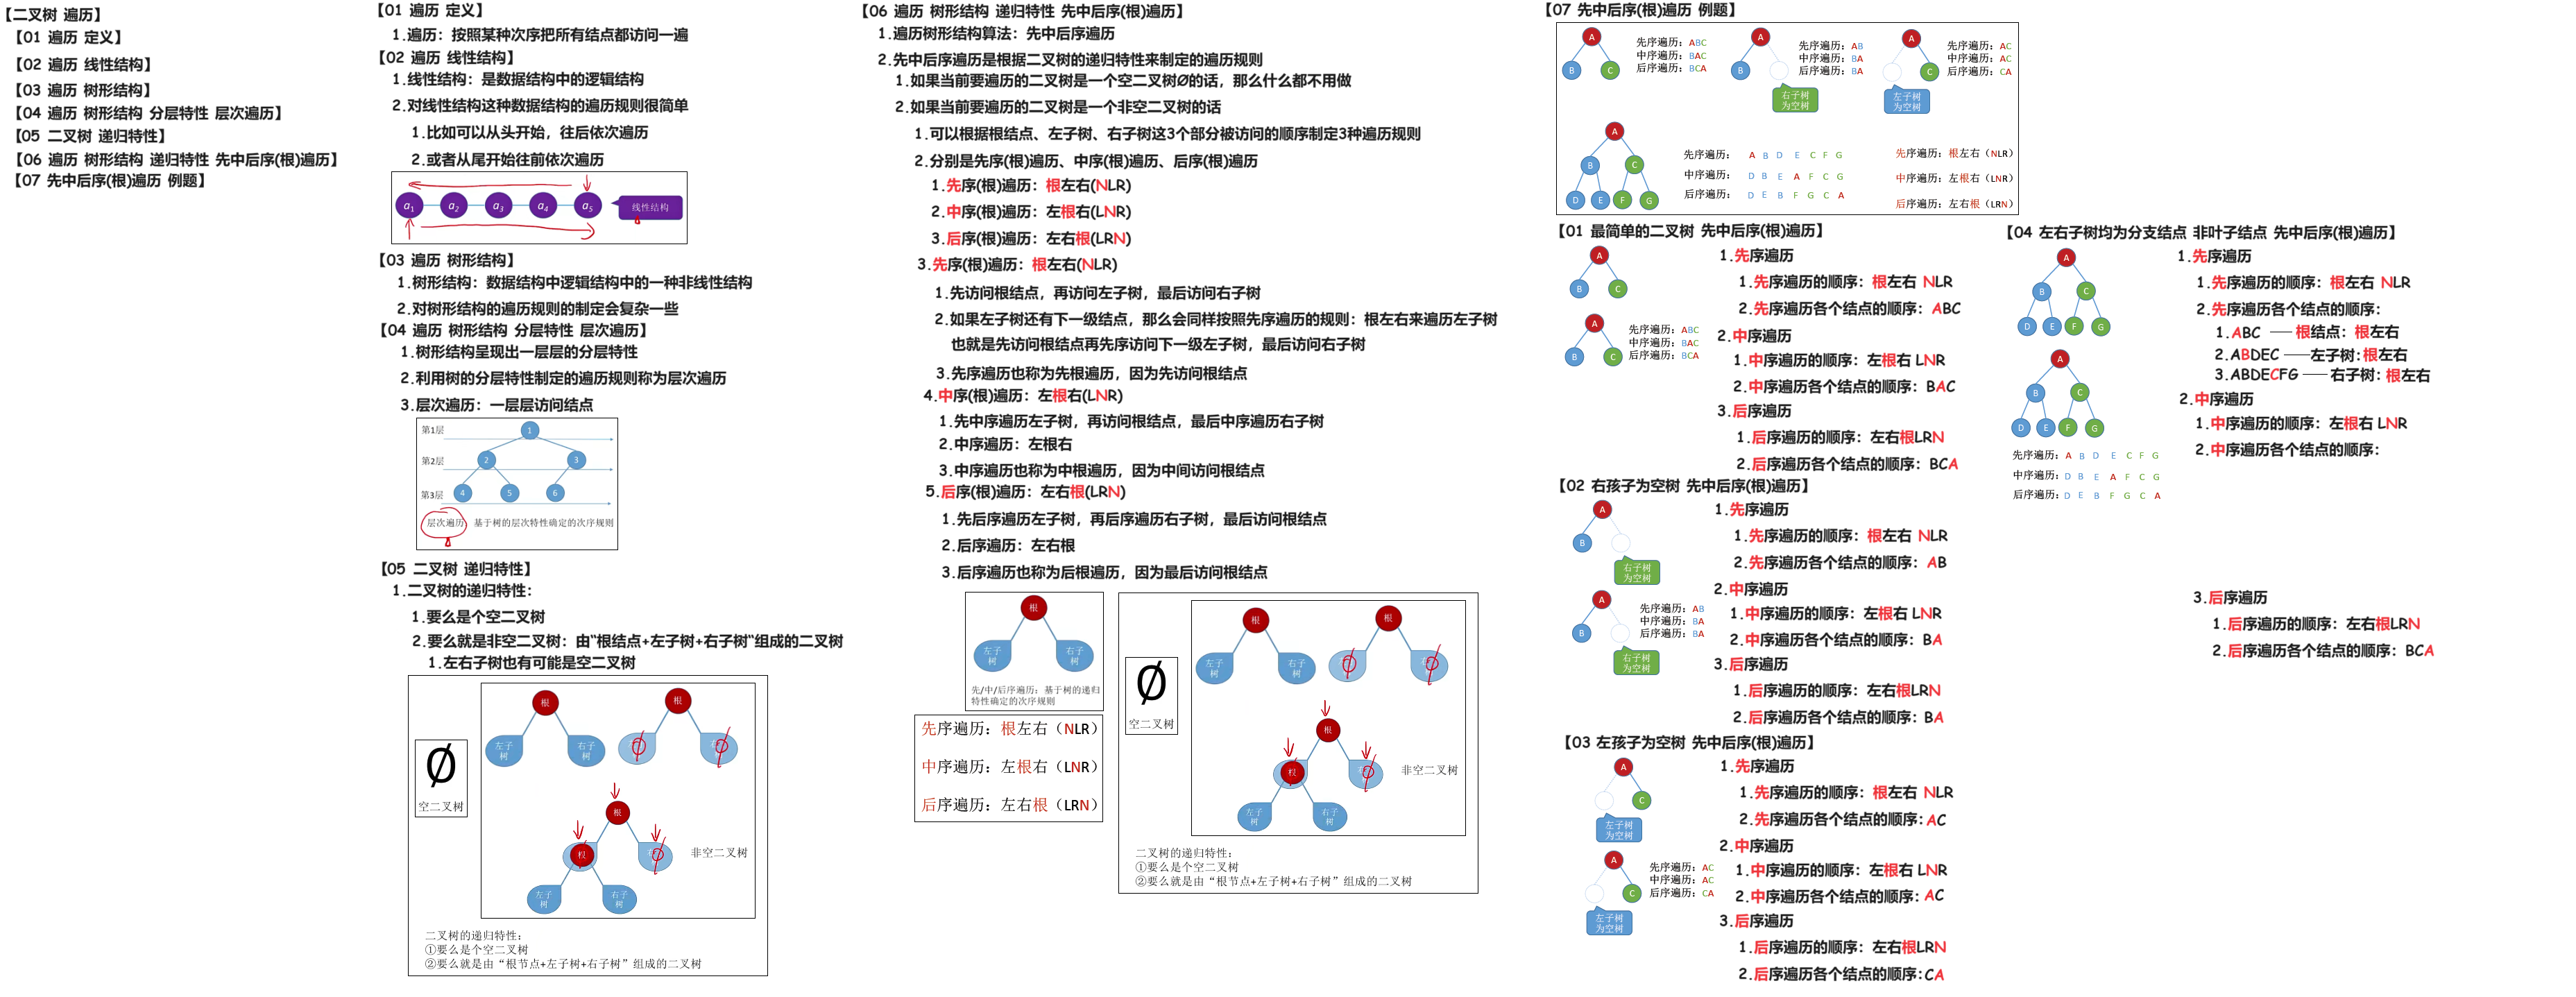 【二叉树 遍历】
【01 遍历 定义】
【02 遍历 线性结构】
【03 遍历 树形结构】
【04 遍历 树形结构 分层特性 层次遍历】
【05 二叉树 递归特性】
【06 遍历 树形结构 递归特性 先中后序(根)遍历】
【07 先中后序(根)遍历 例题】
【01 遍历 定义】
1.遍历：按照某种次序把所有结点都访问一遍
【02 遍历 线性结构】
1.线性结构：是数据结构中的逻辑结构
2.对线性结构这种数据结构的遍历规则很简单
1.比如可以从头开始，往后依次遍历
2.或者从尾开始往前依次遍历
a1 a2 a3 a4 a5 线性结构
【03 遍历 树形结构】
1.树形结构：数据结构中逻辑结构中的一种非线性结构
2.对树形结构的遍历规则的制定会复杂一些
【04 遍历 树形结构 分层特性 层次遍历】
1.树形结构呈现出一层层的分层特性
2.利用树的分层特性制定的遍历规则称为层次遍历
3.层次遍历：一层层访问结点
第1层 1
第2层 2 3
第3层 4 5 6
层次遍历 基于树的层次特性确定的次序规则
【05 二叉树 递归特性】
1.二叉树的递归特性：
1.要么是个空二叉树
2.要么就是非空二叉树：由“根结点+左子树+右子树“组成的二叉树
1.左右子树也有可能是空二叉树
根 根
左子树 右子树 Ø Ø
Ø
空二叉树
根
根 Ø 非空二叉树
左子树 右子树
二叉树的递归特性：
①要么是个空二叉树
②要么就是由“根节点+左子树+右子树”组成的二叉树
【06 遍历 树形结构 递归特性 先中后序(根)遍历】
1.遍历树形结构算法：先中后序遍历
2.先中后序遍历是根据二叉树的递归特性来制定的遍历规则
1.如果当前要遍历的二叉树是一个空二叉树Ø的话，那么什么都不用做
2.如果当前要遍历的二叉树是一个非空二叉树的话
1.可以根据根结点、左子树、右子树这3个部分被访问的顺序制定3种遍历规则
2.分别是先序(根)遍历、中序(根)遍历、后序(根)遍历
1.先序(根)遍历：根左右(NLR)
2.中序(根)遍历：左根右(LNR)
3.后序(根)遍历：左右根(LRN)
3.先序(根)遍历：根左右(NLR)
1.先访问根结点，再访问左子树，最后访问右子树
2.如果左子树还有下一级结点，那么会同样按照先序遍历的规则：根左右来遍历左子树
也就是先访问根结点再先序访问下一级左子树，最后访问右子树
3.先序遍历也称为先根遍历，因为先访问根结点
4.中序(根)遍历：左根右(LNR)
1.先中序遍历左子树，再访问根结点，最后中序遍历右子树
2.中序遍历：左根右
3.中序遍历也称为中根遍历，因为中间访问根结点
5.后序(根)遍历：左右根(LRN)
1.先后序遍历左子树，再后序遍历右子树，最后访问根结点
2.后序遍历：左右根
3.后序遍历也称为后根遍历，因为最后访问根结点
根
左子树 右子树
先/中/后序遍历：基于树的递归
特性确定的次序规则
先序遍历：根左右（NLR）
中序遍历：左根右（LNR）
后序遍历：左右根（LRN）
根 根
左子树 右子树 Ø Ø
Ø
空二叉树
根
根 Ø 非空二叉树
左子树 右子树
二叉树的递归特性：
①要么是个空二叉树
②要么就是由“根节点+左子树+右子树”组成的二叉树
【07 先中后序(根)遍历 例题】
A B C
先序遍历：ABC
中序遍历：BAC
后序遍历：BCA
A B
右子树为空树
先序遍历：AB
中序遍历：BA
后序遍历：BA
A C
左子树为空树
先序遍历：AC
中序遍历：AC
后序遍历：CA
A
B C
D E F G
先序遍历： A B D E C F G
中序遍历： D B E A F C G
后序遍历： D E B F G C A
先序遍历：根左右（NLR）
中序遍历：左根右（LNR）
后序遍历：左右根（LRN）
【01 最简单的二叉树 先中后序(根)遍历】
A
B C
A
B C
先序遍历：ABC
中序遍历：BAC
后序遍历：BCA
1.先序遍历
1.先序遍历的顺序：根左右 NLR
2.先序遍历各个结点的顺序：ABC
2.中序遍历
1.中序遍历的顺序：左根右 LNR
2.中序遍历各个结点的顺序：BAC
3.后序遍历
1.后序遍历的顺序：左右根LRN
2.后序遍历各个结点的顺序：BCA
【02 右孩子为空树 先中后序(根)遍历】
A
B
右子树为空树
A
B
右子树为空树
先序遍历：AB
中序遍历：BA
后序遍历：BA
1.先序遍历
1.先序遍历的顺序：根左右 NLR
2.先序遍历各个结点的顺序：AB
2.中序遍历
1.中序遍历的顺序：左根右 LNR
2.中序遍历各个结点的顺序：BA
3.后序遍历
1.后序遍历的顺序：左右根LRN
2.后序遍历各个结点的顺序：BA
【03 左孩子为空树 先中后序(根)遍历】
A
C
左子树为空树
A
C
左子树为空树
先序遍历：AC
中序遍历：AC
后序遍历：CA
1.先序遍历
1.先序遍历的顺序：根左右 NLR
2.先序遍历各个结点的顺序：AC
2.中序遍历
1.中序遍历的顺序：左根右 LNR
2.中序遍历各个结点的顺序：AC
3.后序遍历
1.后序遍历的顺序：左右根LRN
2.后序遍历各个结点的顺序：CA
【04 左右子树均为分支结点 非叶子结点 先中后序(根)遍历】
A
B C
D E F G
A
B C
D E F G
先序遍历：A B D E C F G
中序遍历：D B E A F C G
后序遍历：D E B F G C A
1.先序遍历
1.先序遍历的顺序：根左右 NLR
2.先序遍历各个结点的顺序：
1.ABC —— 根结点：根左右
2.ABDEC ——左子树：根左右
3.ABDECFG —— 右子树：根左右
2.中序遍历
1.中序遍历的顺序：左根右 LNR
2.中序遍历各个结点的顺序：
3.后序遍历
1.后序遍历的顺序：左右根LRN
2.后序遍历各个结点的顺序：BCA